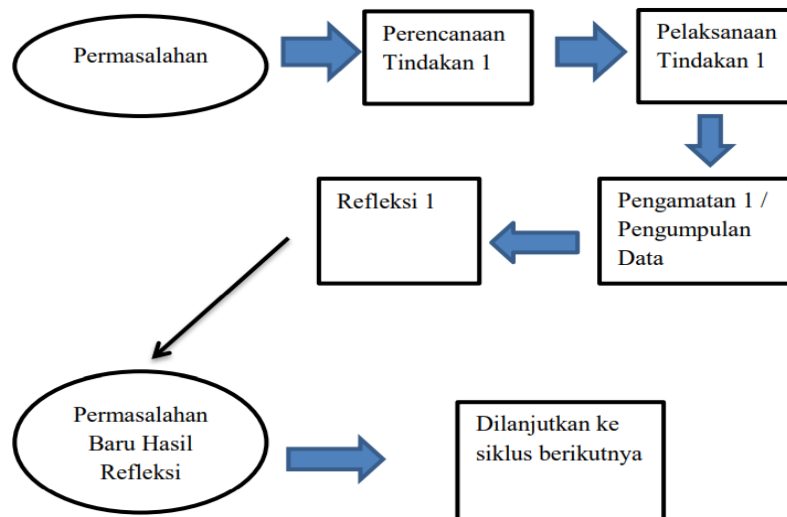 Permasalahan
Perencanaan
Tindakan 1
Pelaksanaan
Tindakan 1
Refleksi 1
Pengamatan 1 /
Pengumpulan
Data
Permasalahan
Baru Hasil
Refleksi
Dilanjutkan ke
siklus berikutnya